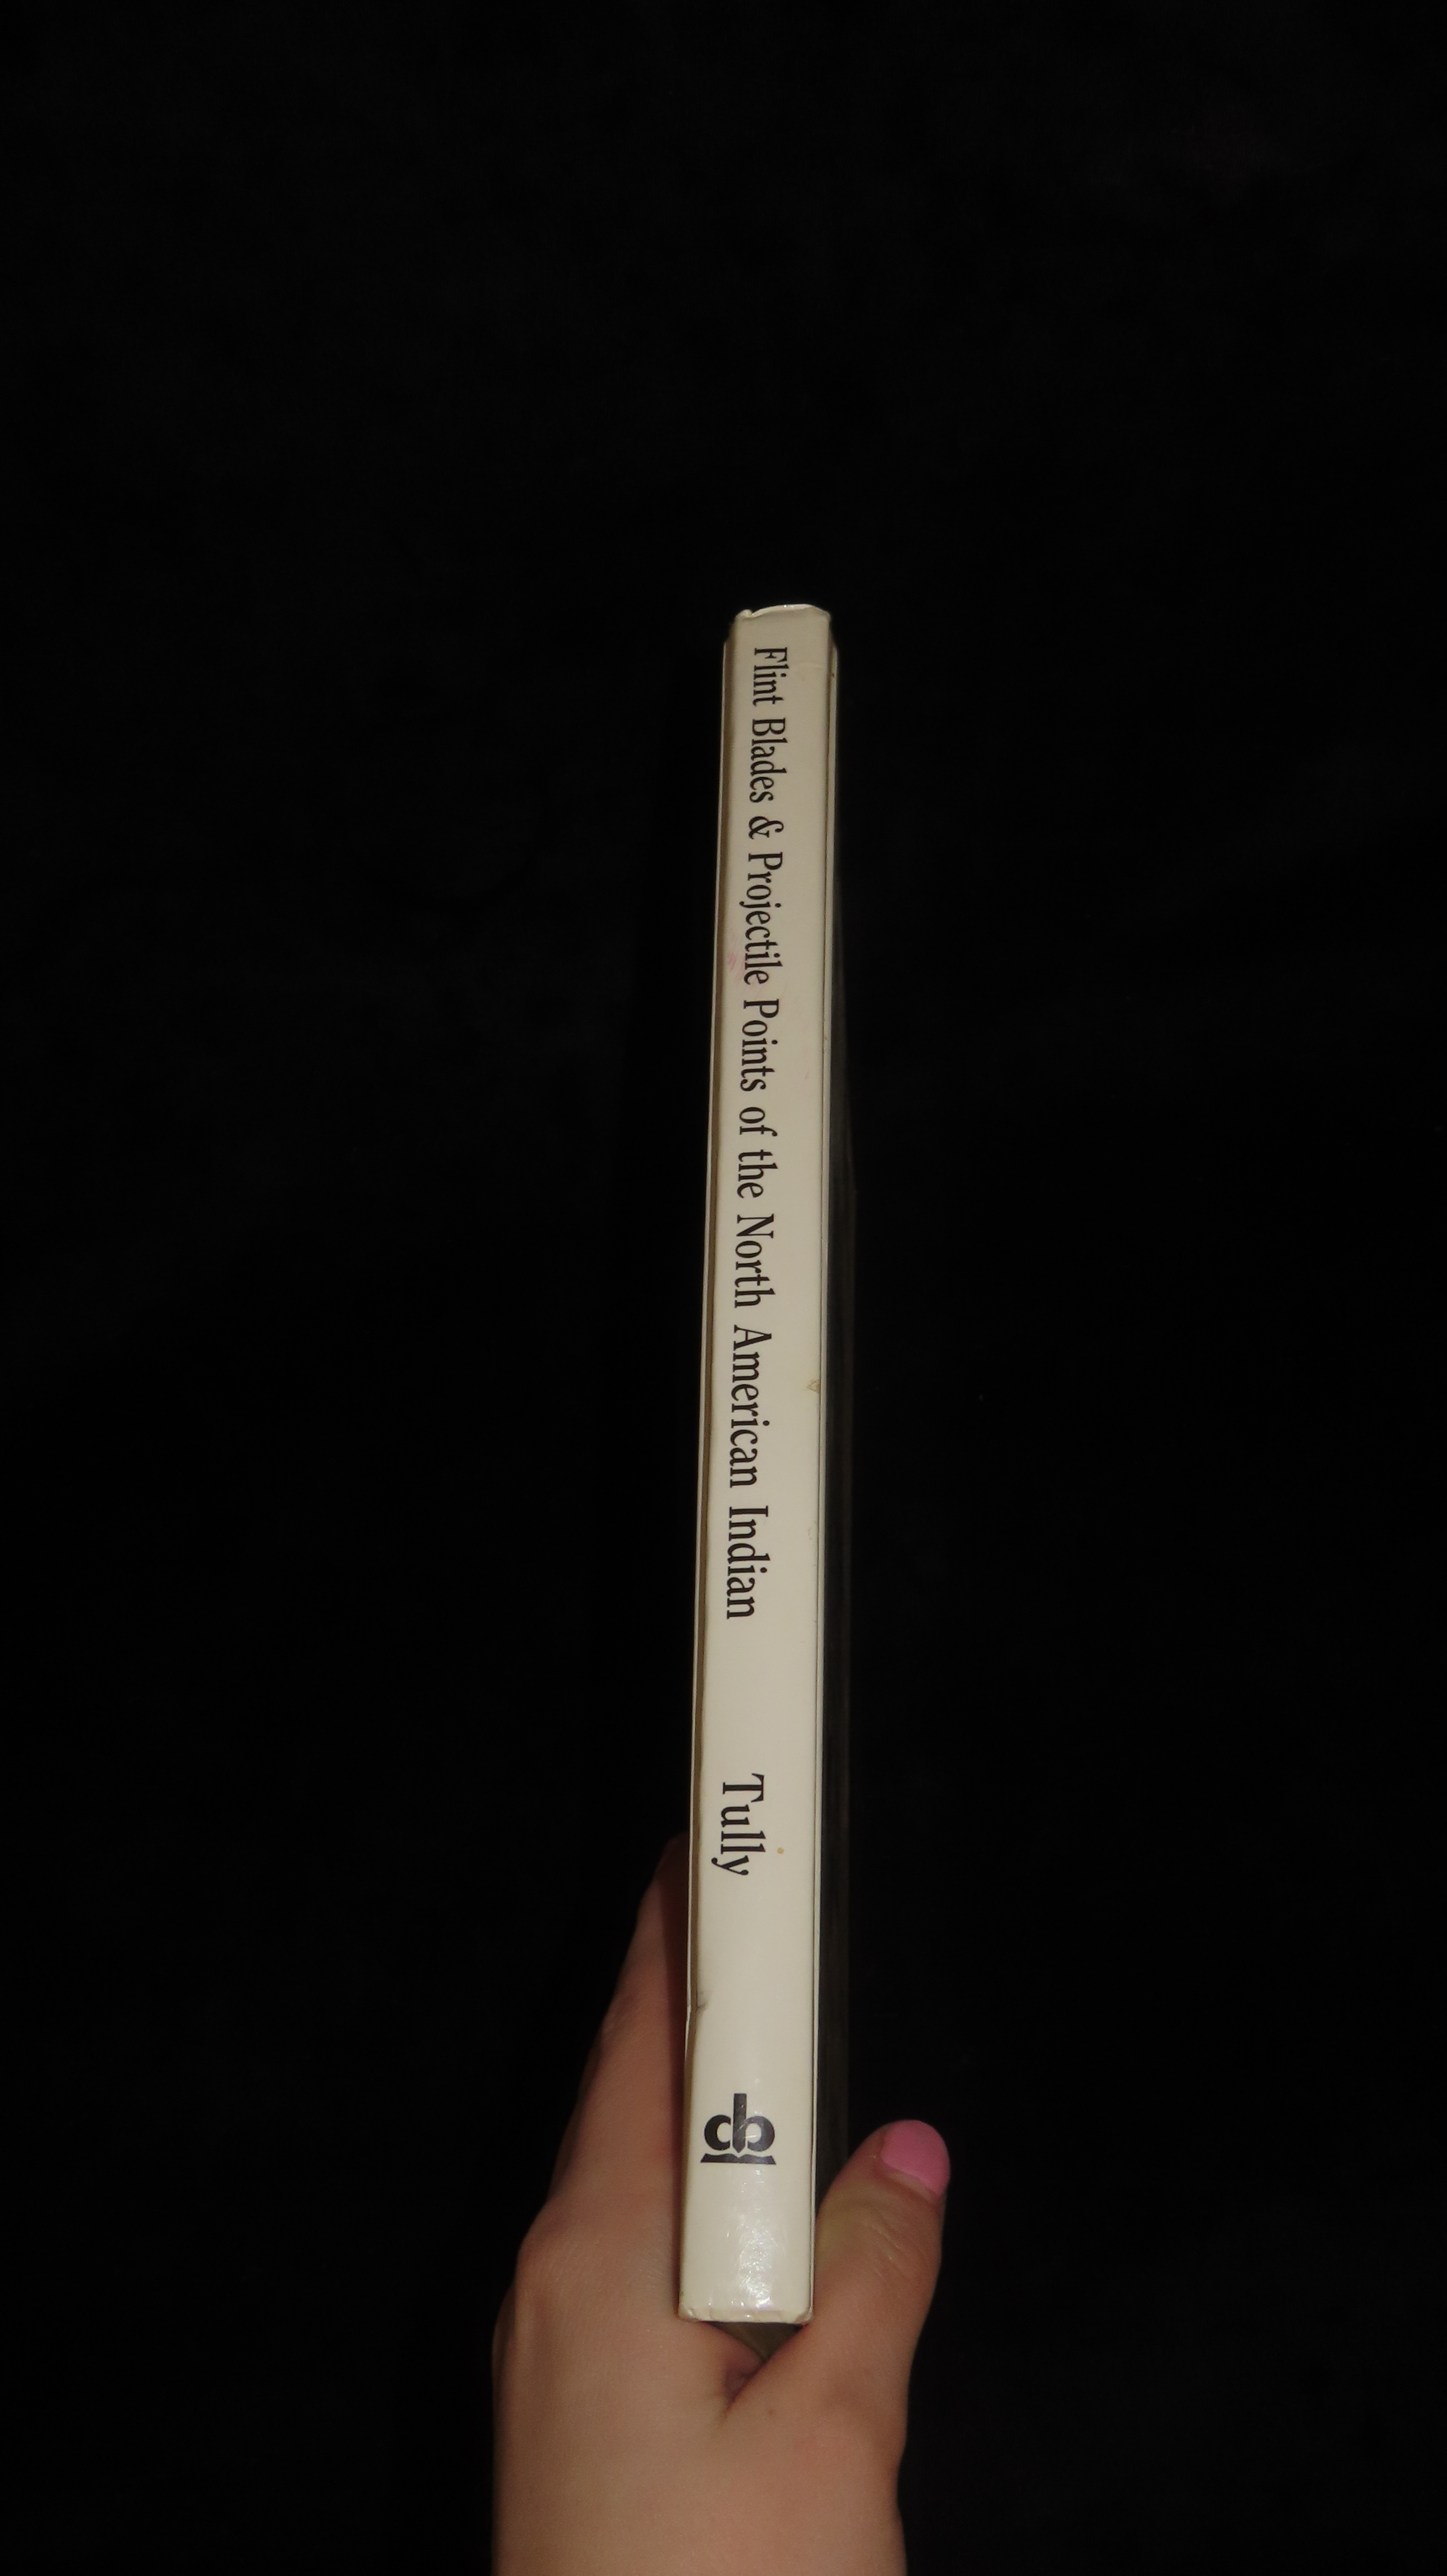 Flint Blades & Projectile Points of the North American Indian
Tully
cb